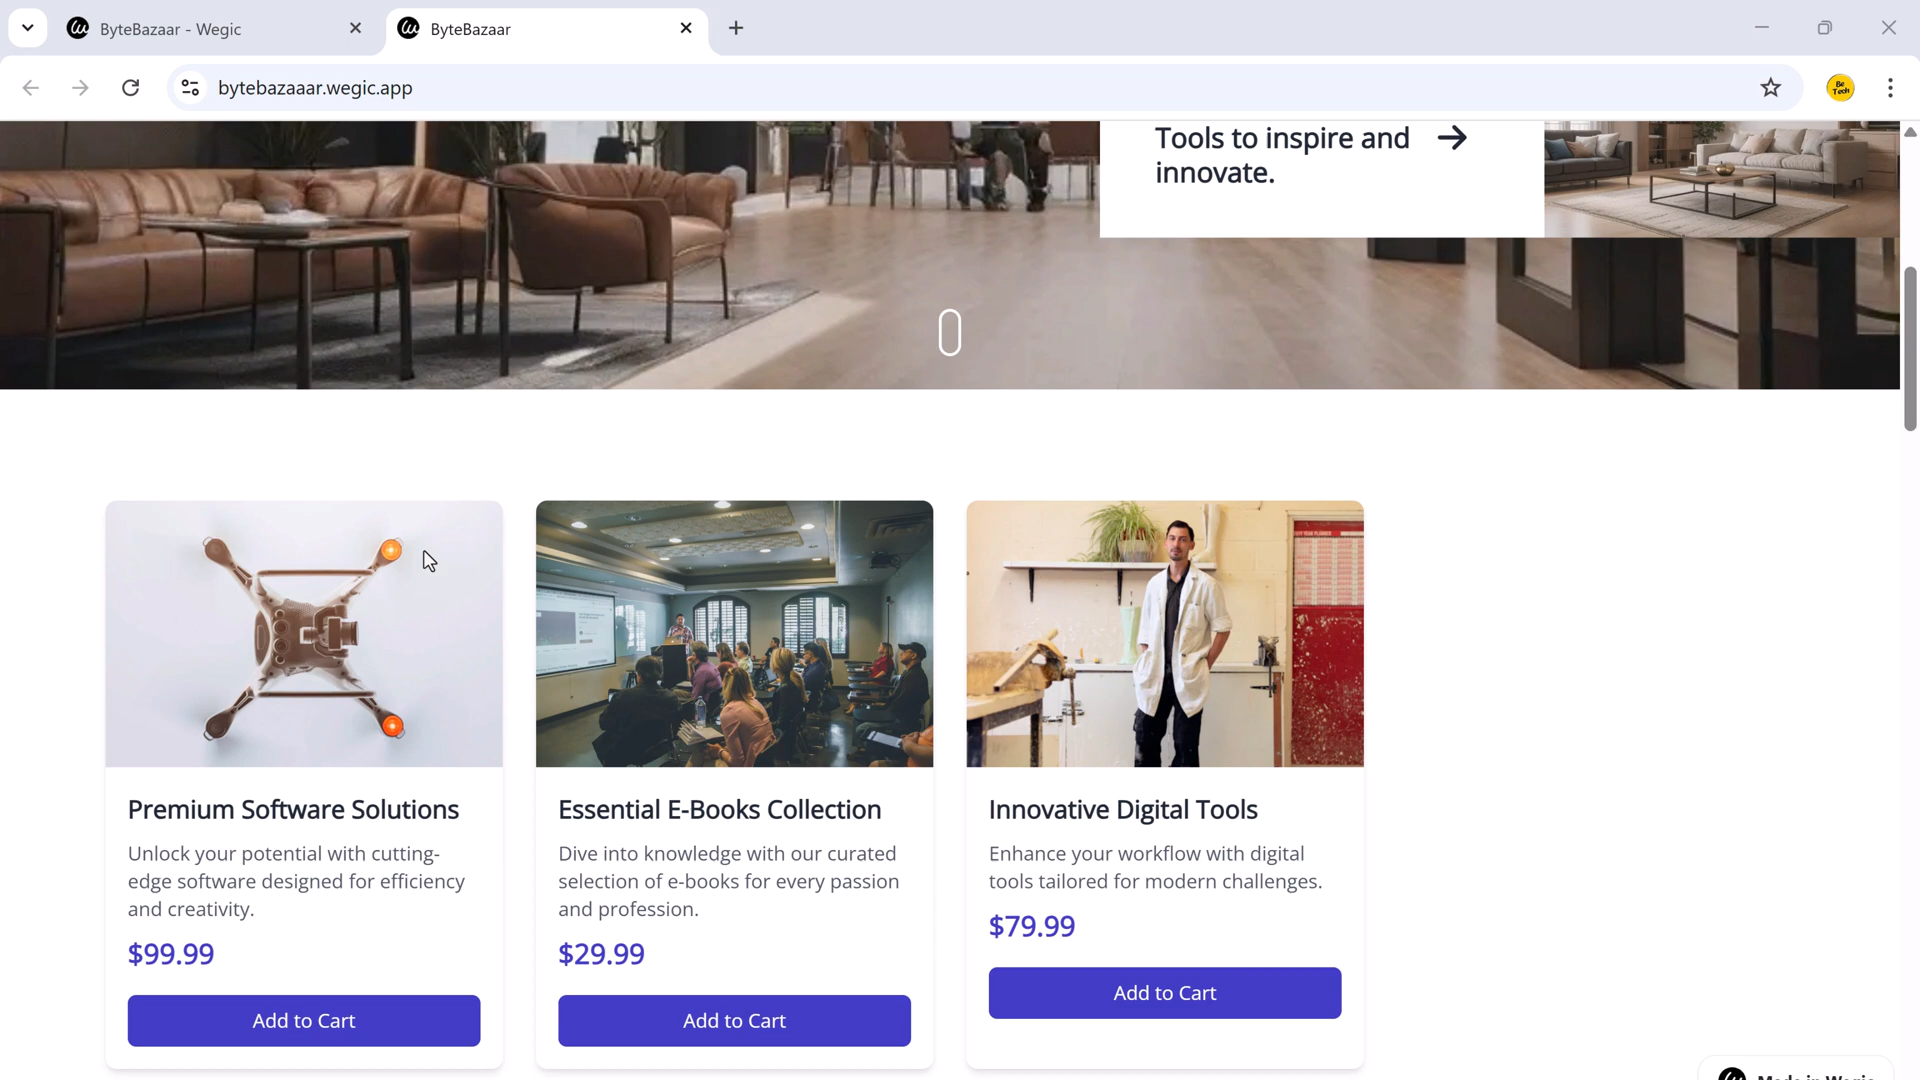 ByteBazaar - Wegic
ByteBazaar
bytebazaaar.wegic.app
Be
Tech
Tools to inspire and
innovate.
Premium Software Solutions
Unlock your potential with cutting-
edge software designed for efficiency
and creativity.
$99.99
Add to Cart
Essential E-Books Collection
Dive into knowledge with our curated
selection of e-books for every passion
and profession.
$29.99
Add to Cart
Innovative Digital Tools
Enhance your workflow with digital
tools tailored for modern challenges.
$79.99
Add to Cart
Made in Wegic